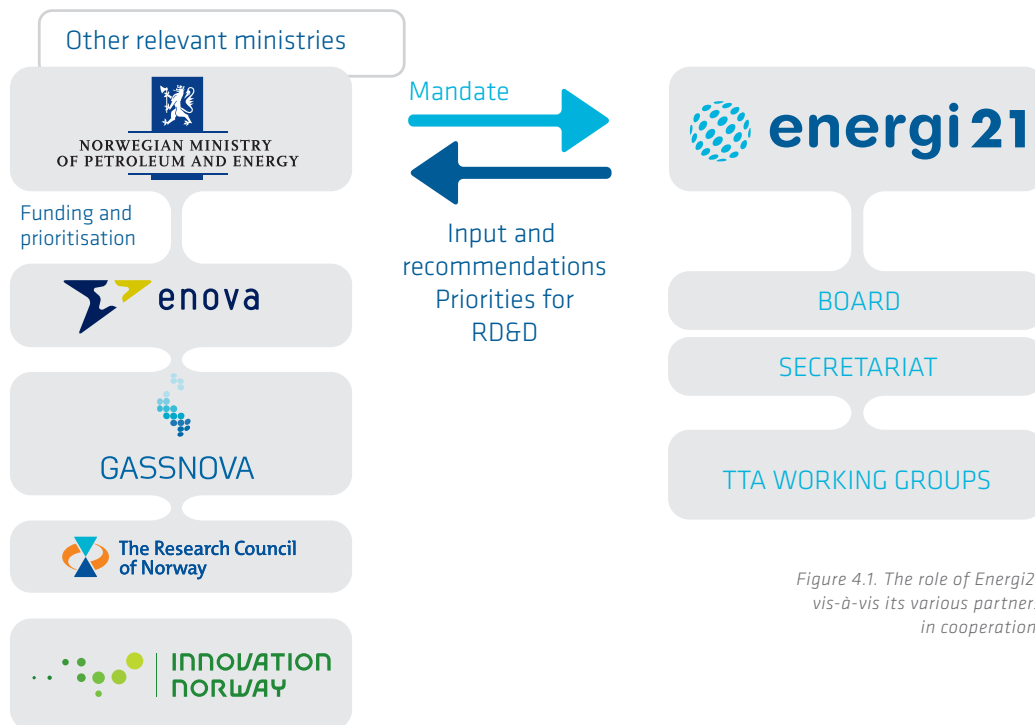 Other relevant ministries
NORWEGIAN MINISTRY
OF PETROLEUM AND ENERGY
Funding and
prioritisation
enova
GASSNOVA
The Research Council
of Norway
INNOVATION
NORWAY
Mandate
Input and
recommendations
Priorities for
RD&D
energi21
BOARD
SECRETARIAT
TTA WORKING GROUPS
Figure 4.1. The role of Energi2
vis-à-vis its various partner
in cooperation